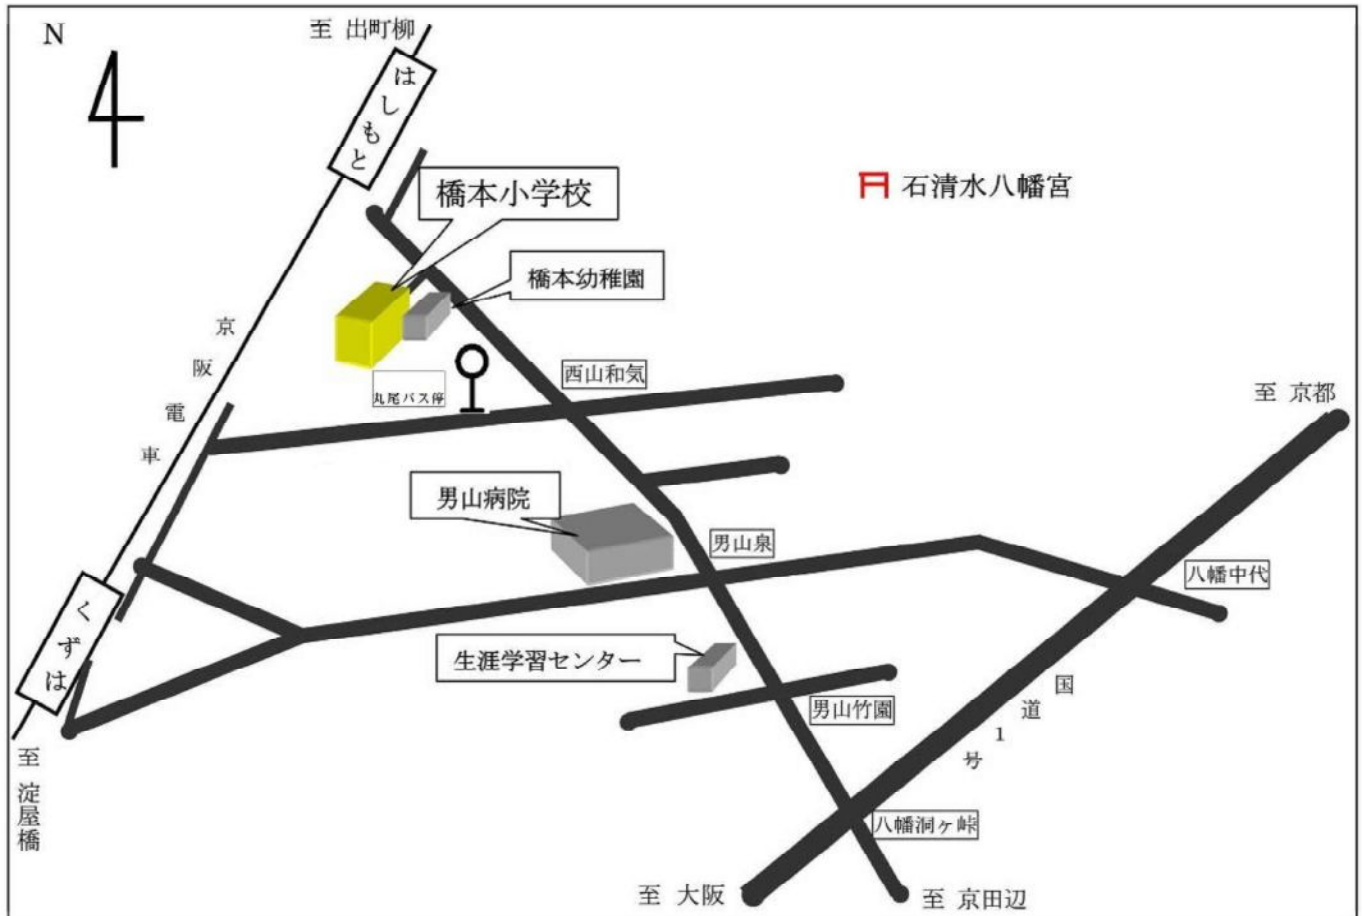 N
至 出町柳
はしもと
橋本小学校
石清水八幡宮
橋本幼稚園
京阪電車
丸尾バス停
西山和気
至 京都
男山病院
男山泉
八幡中代
くずは
生涯学習センター
国道1号
男山竹園
至 淀屋橋
八幡洞ヶ峠
至 大阪
至 京田辺